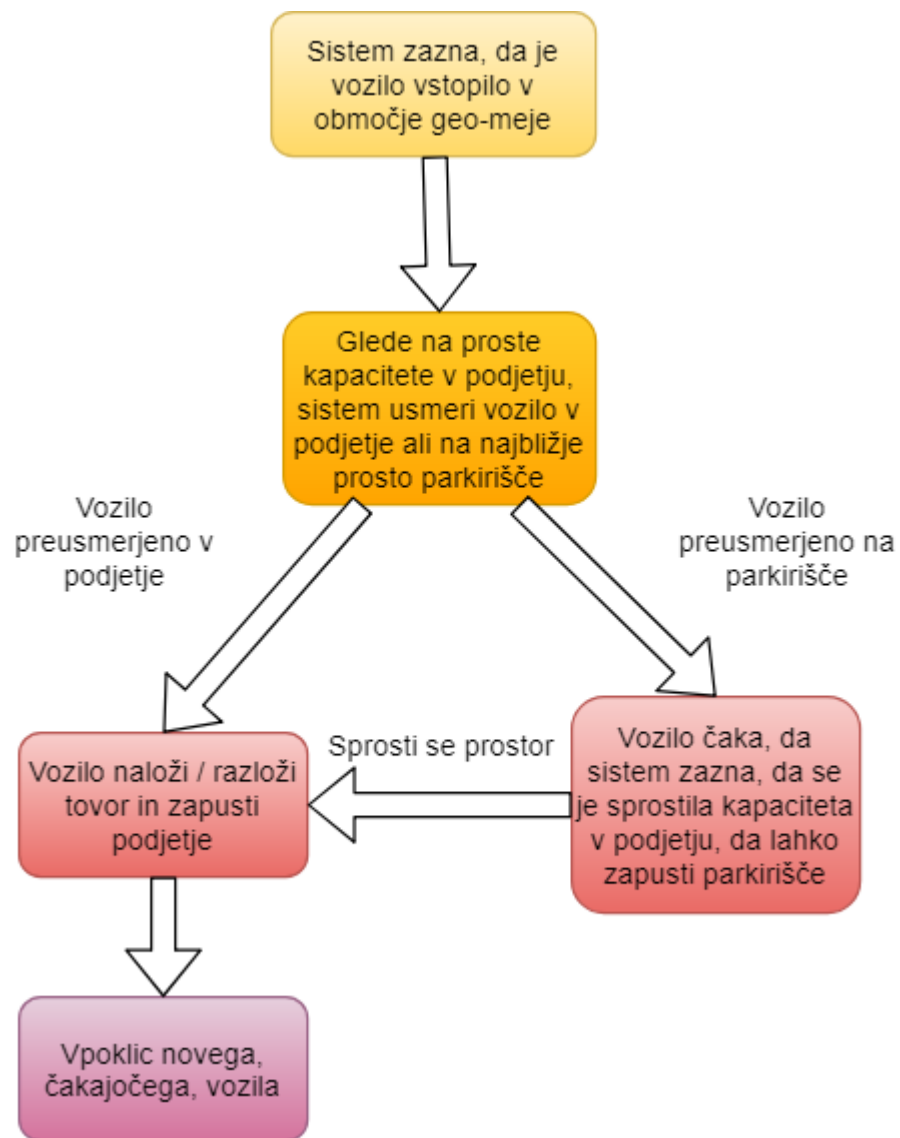 Sistem zazna, da je
vozilo vstopilo v
območje geo-meje
Glede na proste
kapacitete v podjetju,
sistem usmeri vozilo v
podjetje ali na najbližje
prosto parkirišče
Vozilo
preusmerjeno v
podjetje
Vozilo
preusmerjeno na
parkirišče
Vozilo naloži / razloži
tovor in zapusti
podjetje
Sprosti se prostor
Vozilo čaka, da
sistem zazna, da se
je sprostila kapaciteta
v podjetju, da lahko
zapusti parkirišče
Vpoklic novega,
čakajočega, vozila